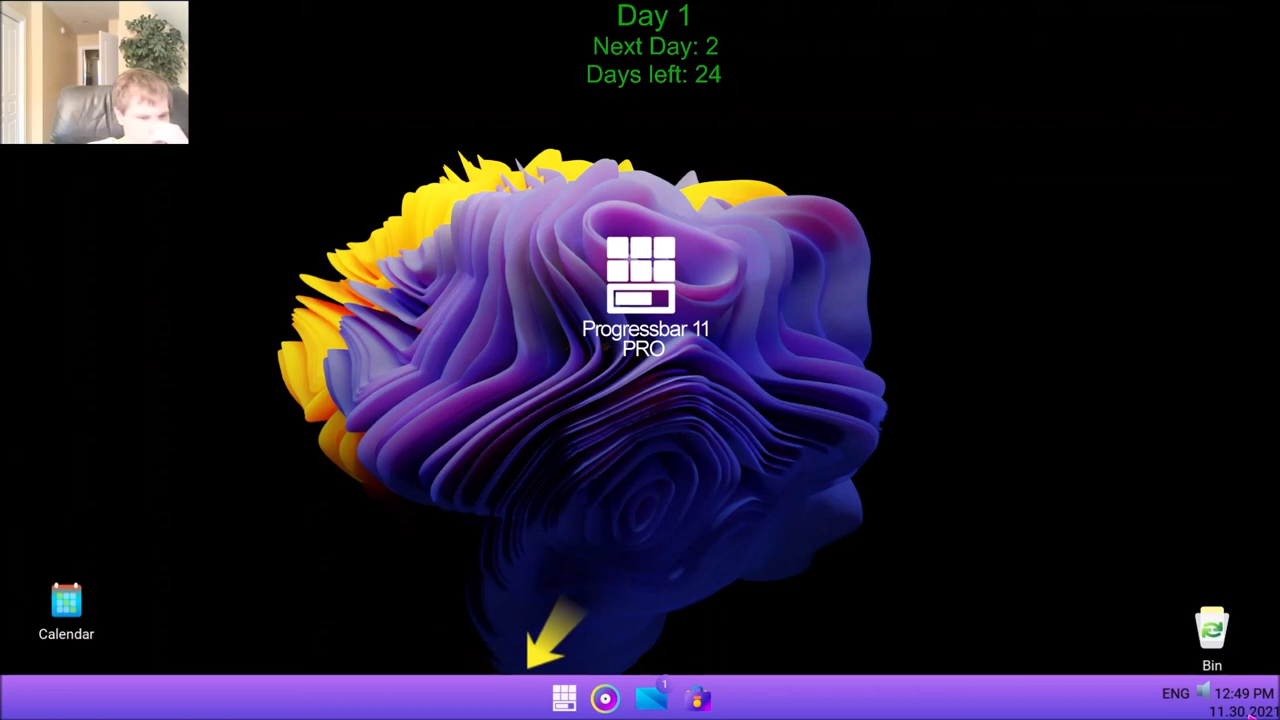 Day 1
Next Day: 2
Days left: 24
Progressbar 11
PRO
Calendar
Bin
1
ENG
12:49 PM
11.30.2021